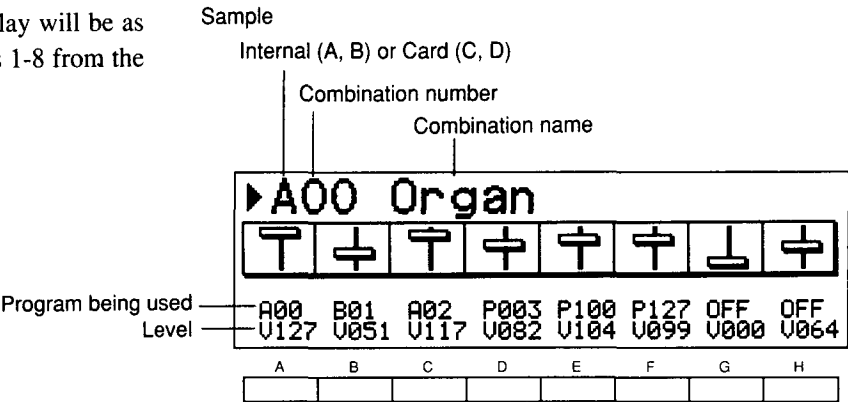 lay will be as
s 1-8 from the
Sample
Internal (A, B) or Card (C, D)
Combination number
Combination name
▶A00 Organ
Program being used
A00 B01 A02 P003 P100 P127 OFF OFF
Level
V127 V051 V117 V082 V104 V099 V000 V064
A B C D E F G H